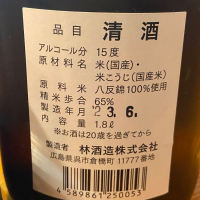 品目 清酒
アルコール分 15度
原材料名 米(国産)・
米こうじ(国産米)
原料米 八反錦100%使用
精米歩合 65%
製造年月 '23.6.
内容量 1.8ℓ
※お酒は20歳を過ぎてから
製造者 林酒造株式会社
広島県呉市倉橋町11777番地
4589861250053